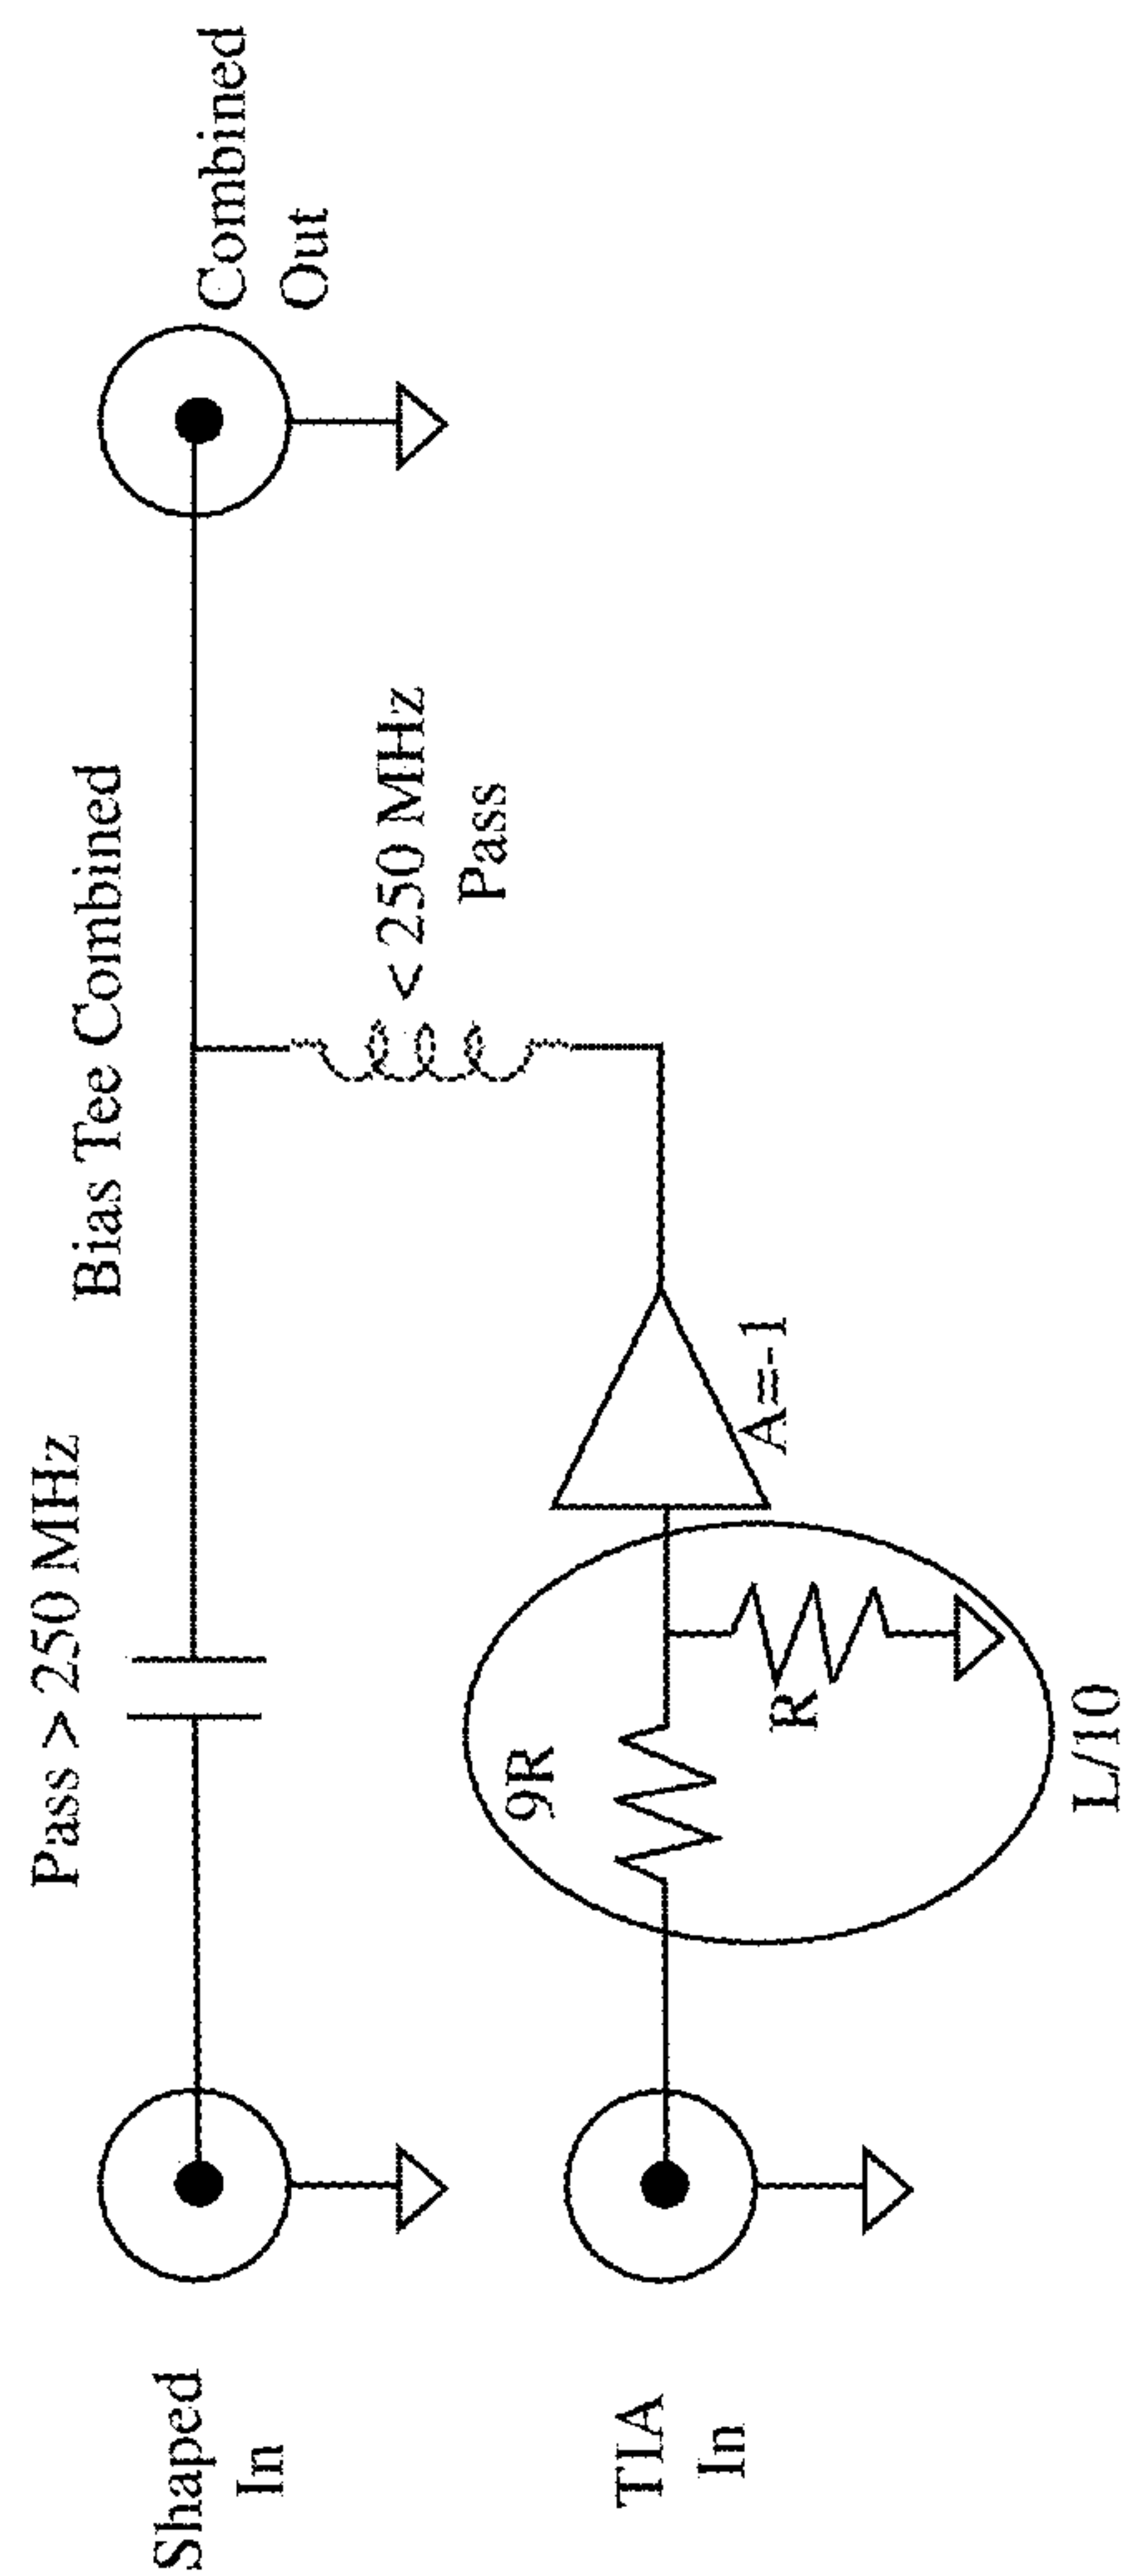 Bias Tee Combined
Pass > 250 MHz
Shaped
In
Combined
Out
< 250 MHz
Pass
9R
R
A=-1
TIA
In
L/10